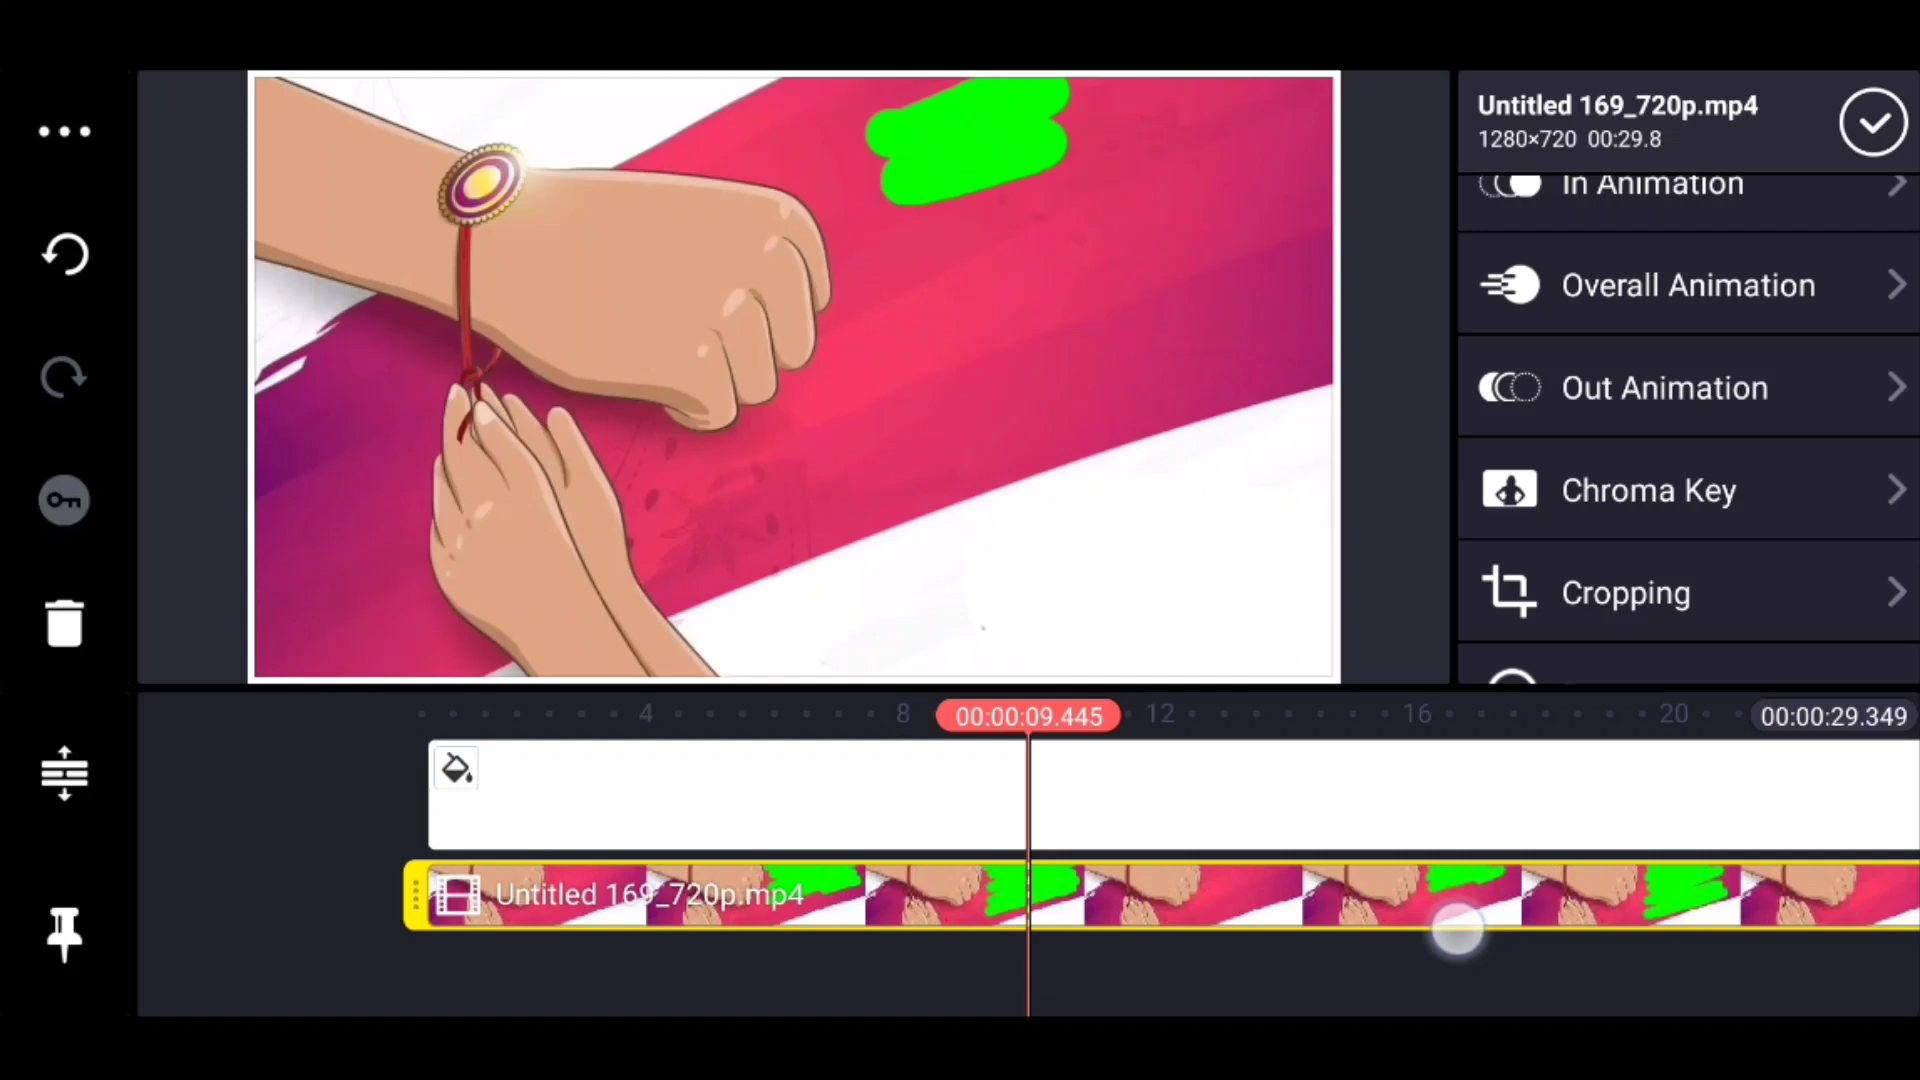 Untitled 169_720p.mp4
1280×720 00:29.8
In Animation
Overall Animation
Out Animation
Chroma Key
Cropping
4 8 00:00:09.445 12 16 20 00:00:29.349
Untitled 169_720p.mp4